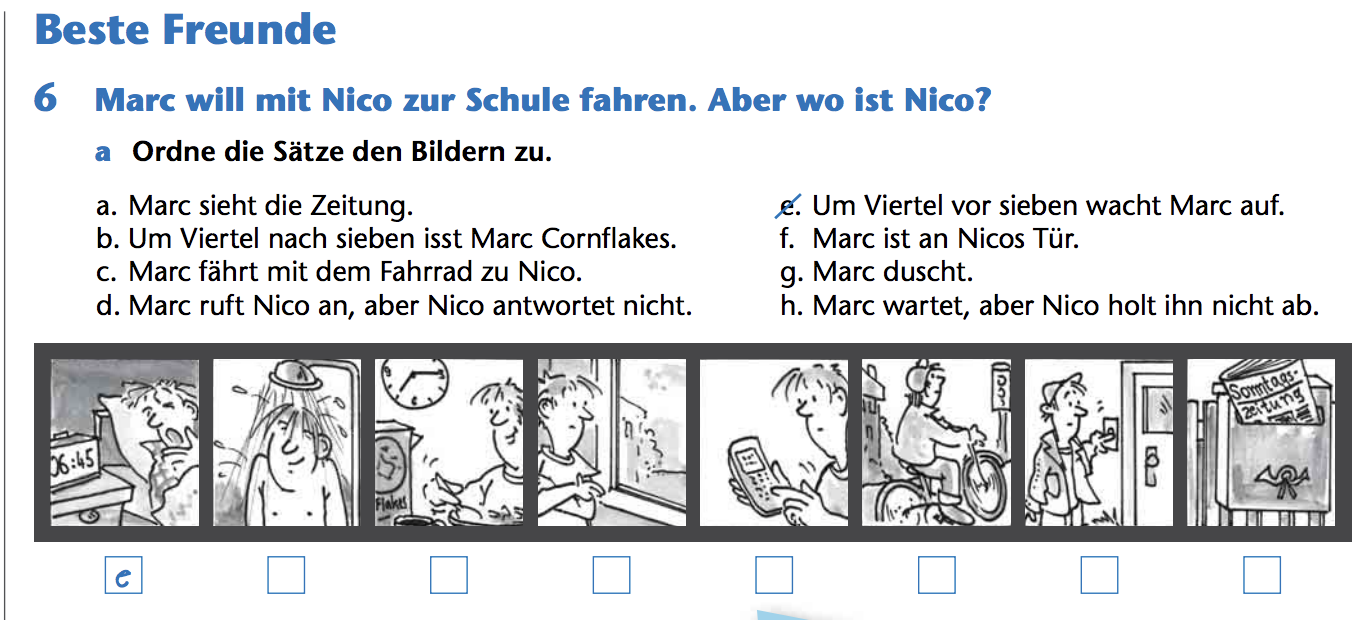 Beste Freunde
6 Marc will mit Nico zur Schule fahren. Aber wo ist Nico?
a Ordne die Sätze den Bildern zu.
a. Marc sieht die Zeitung.
b. Um Viertel nach sieben isst Marc Cornflakes.
c. Marc fährt mit dem Fahrrad zu Nico.
d. Marc ruft Nico an, aber Nico antwortet nicht.
e. Um Viertel vor sieben wacht Marc auf.
f. Marc ist an Nicos Tür.
g. Marc duscht.
h. Marc wartet, aber Nico holt ihn nicht ab.
06:45
Flakes
Sonntags-
zeitung
e